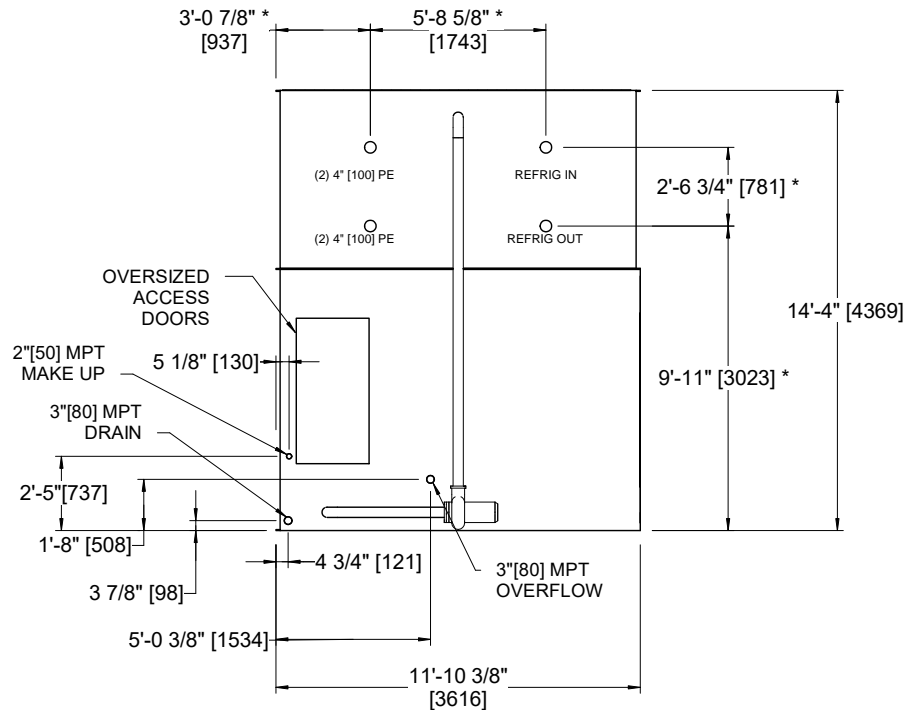 3'-0 7/8" *
[937]
5'-8 5/8" *
[1743]
(2) 4" [100] PE
REFRIG IN
2'-6 3/4" [781] *
(2) 4" [100] PE
REFRIG OUT
OVERSIZED
ACCESS
DOORS
14'-4" [4369]
5 1/8" [130]
9'-11" [3023] *
2"[50] MPT
MAKE UP
3"[80] MPT
DRAIN
2'-5"[737]
1'-8" [508]
4 3/4" [121]
3"[80] MPT
OVERFLOW
3 7/8" [98]
5'-0 3/8" [1534]
11'-10 3/8"
[3616]